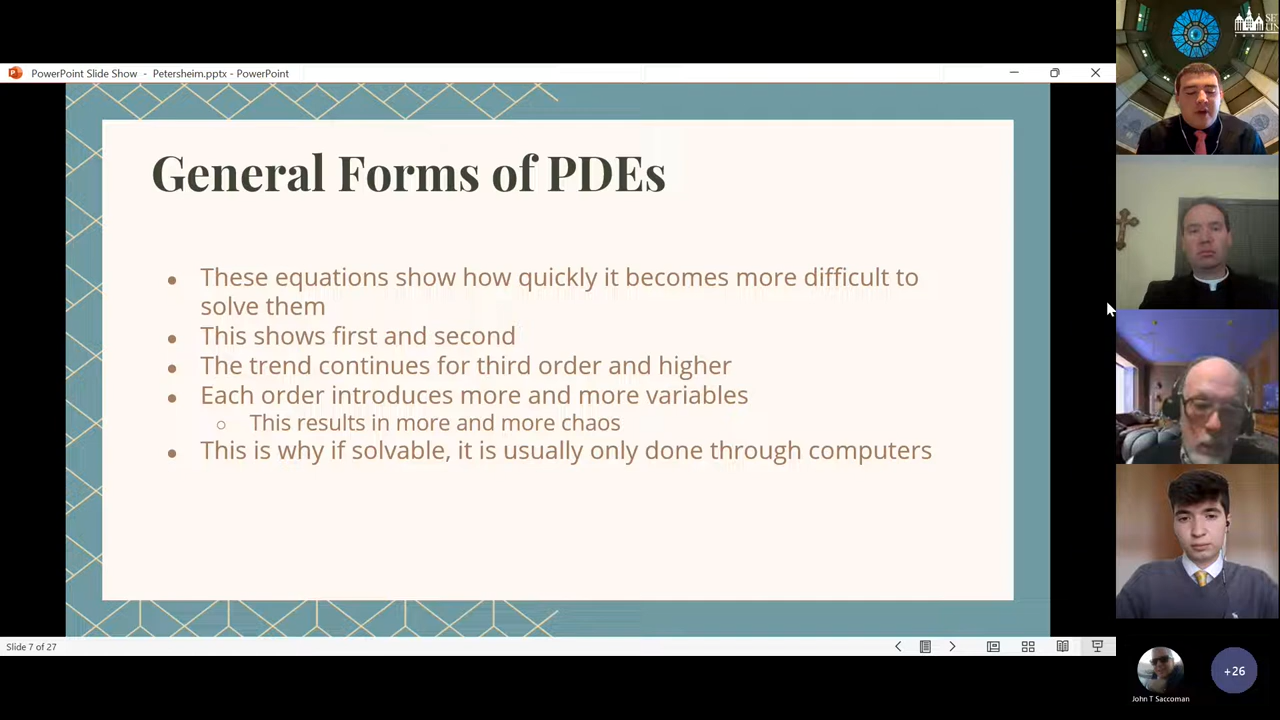 PowerPoint Slide Show - Petersheim.pptx - PowerPoint
General Forms of PDEs
• These equations show how quickly it becomes more difficult to
solve them
• This shows first and second
• The trend continues for third order and higher
• Each order introduces more and more variables
○ This results in more and more chaos
• This is why if solvable, it is usually only done through computers
Slide 7 of 27
SE
UN
+26
John T Saccoman